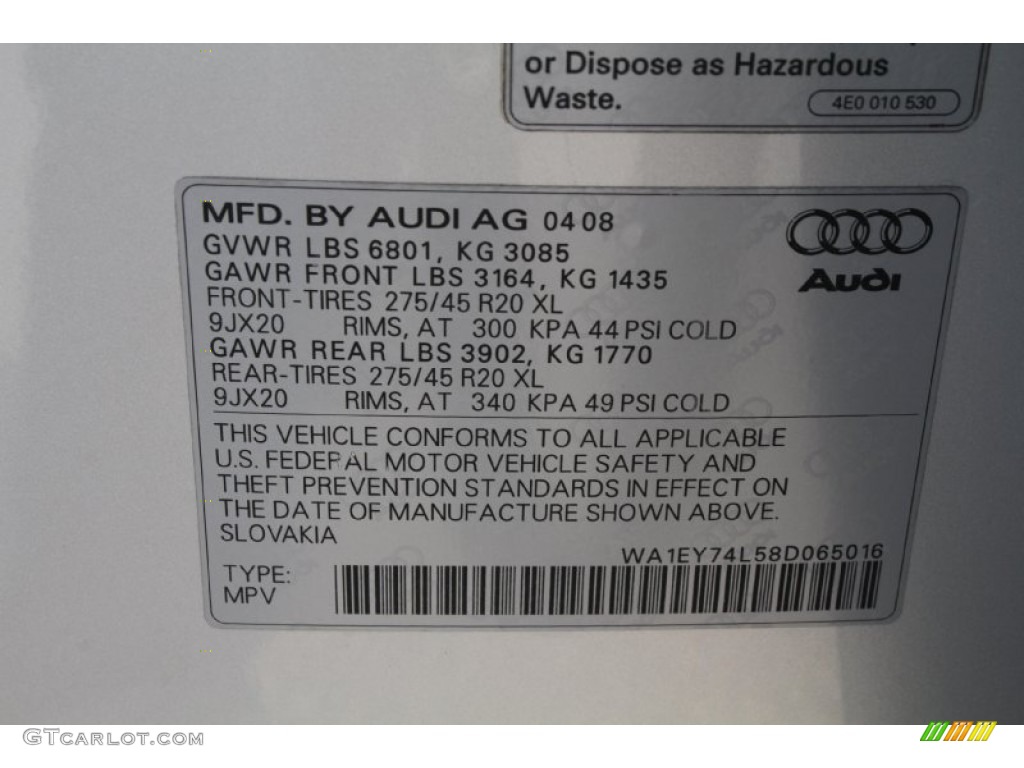 or Dispose as Hazardous
Waste.
4E0 010 530
MFD. BY AUDI AG 04 08
GVWR LBS 6801, KG 3085
GAWR FRONT LBS 3164, KG 1435
FRONT-TIRES 275/45 R20 XL
9JX20 RIMS, AT 300 KPA 44 PSI COLD
GAWR REAR LBS 3902, KG 1770
REAR-TIRES 275/45 R20 XL
9JX20 RIMS, AT 340 KPA 49 PSI COLD
Audi
THIS VEHICLE CONFORMS TO ALL APPLICABLE
U.S. FEDERAL MOTOR VEHICLE SAFETY AND
THEFT PREVENTION STANDARDS IN EFFECT ON
THE DATE OF MANUFACTURE SHOWN ABOVE.
SLOVAKIA
WA1EY74L58D065016
TYPE:
MPV
GTCarLot.com